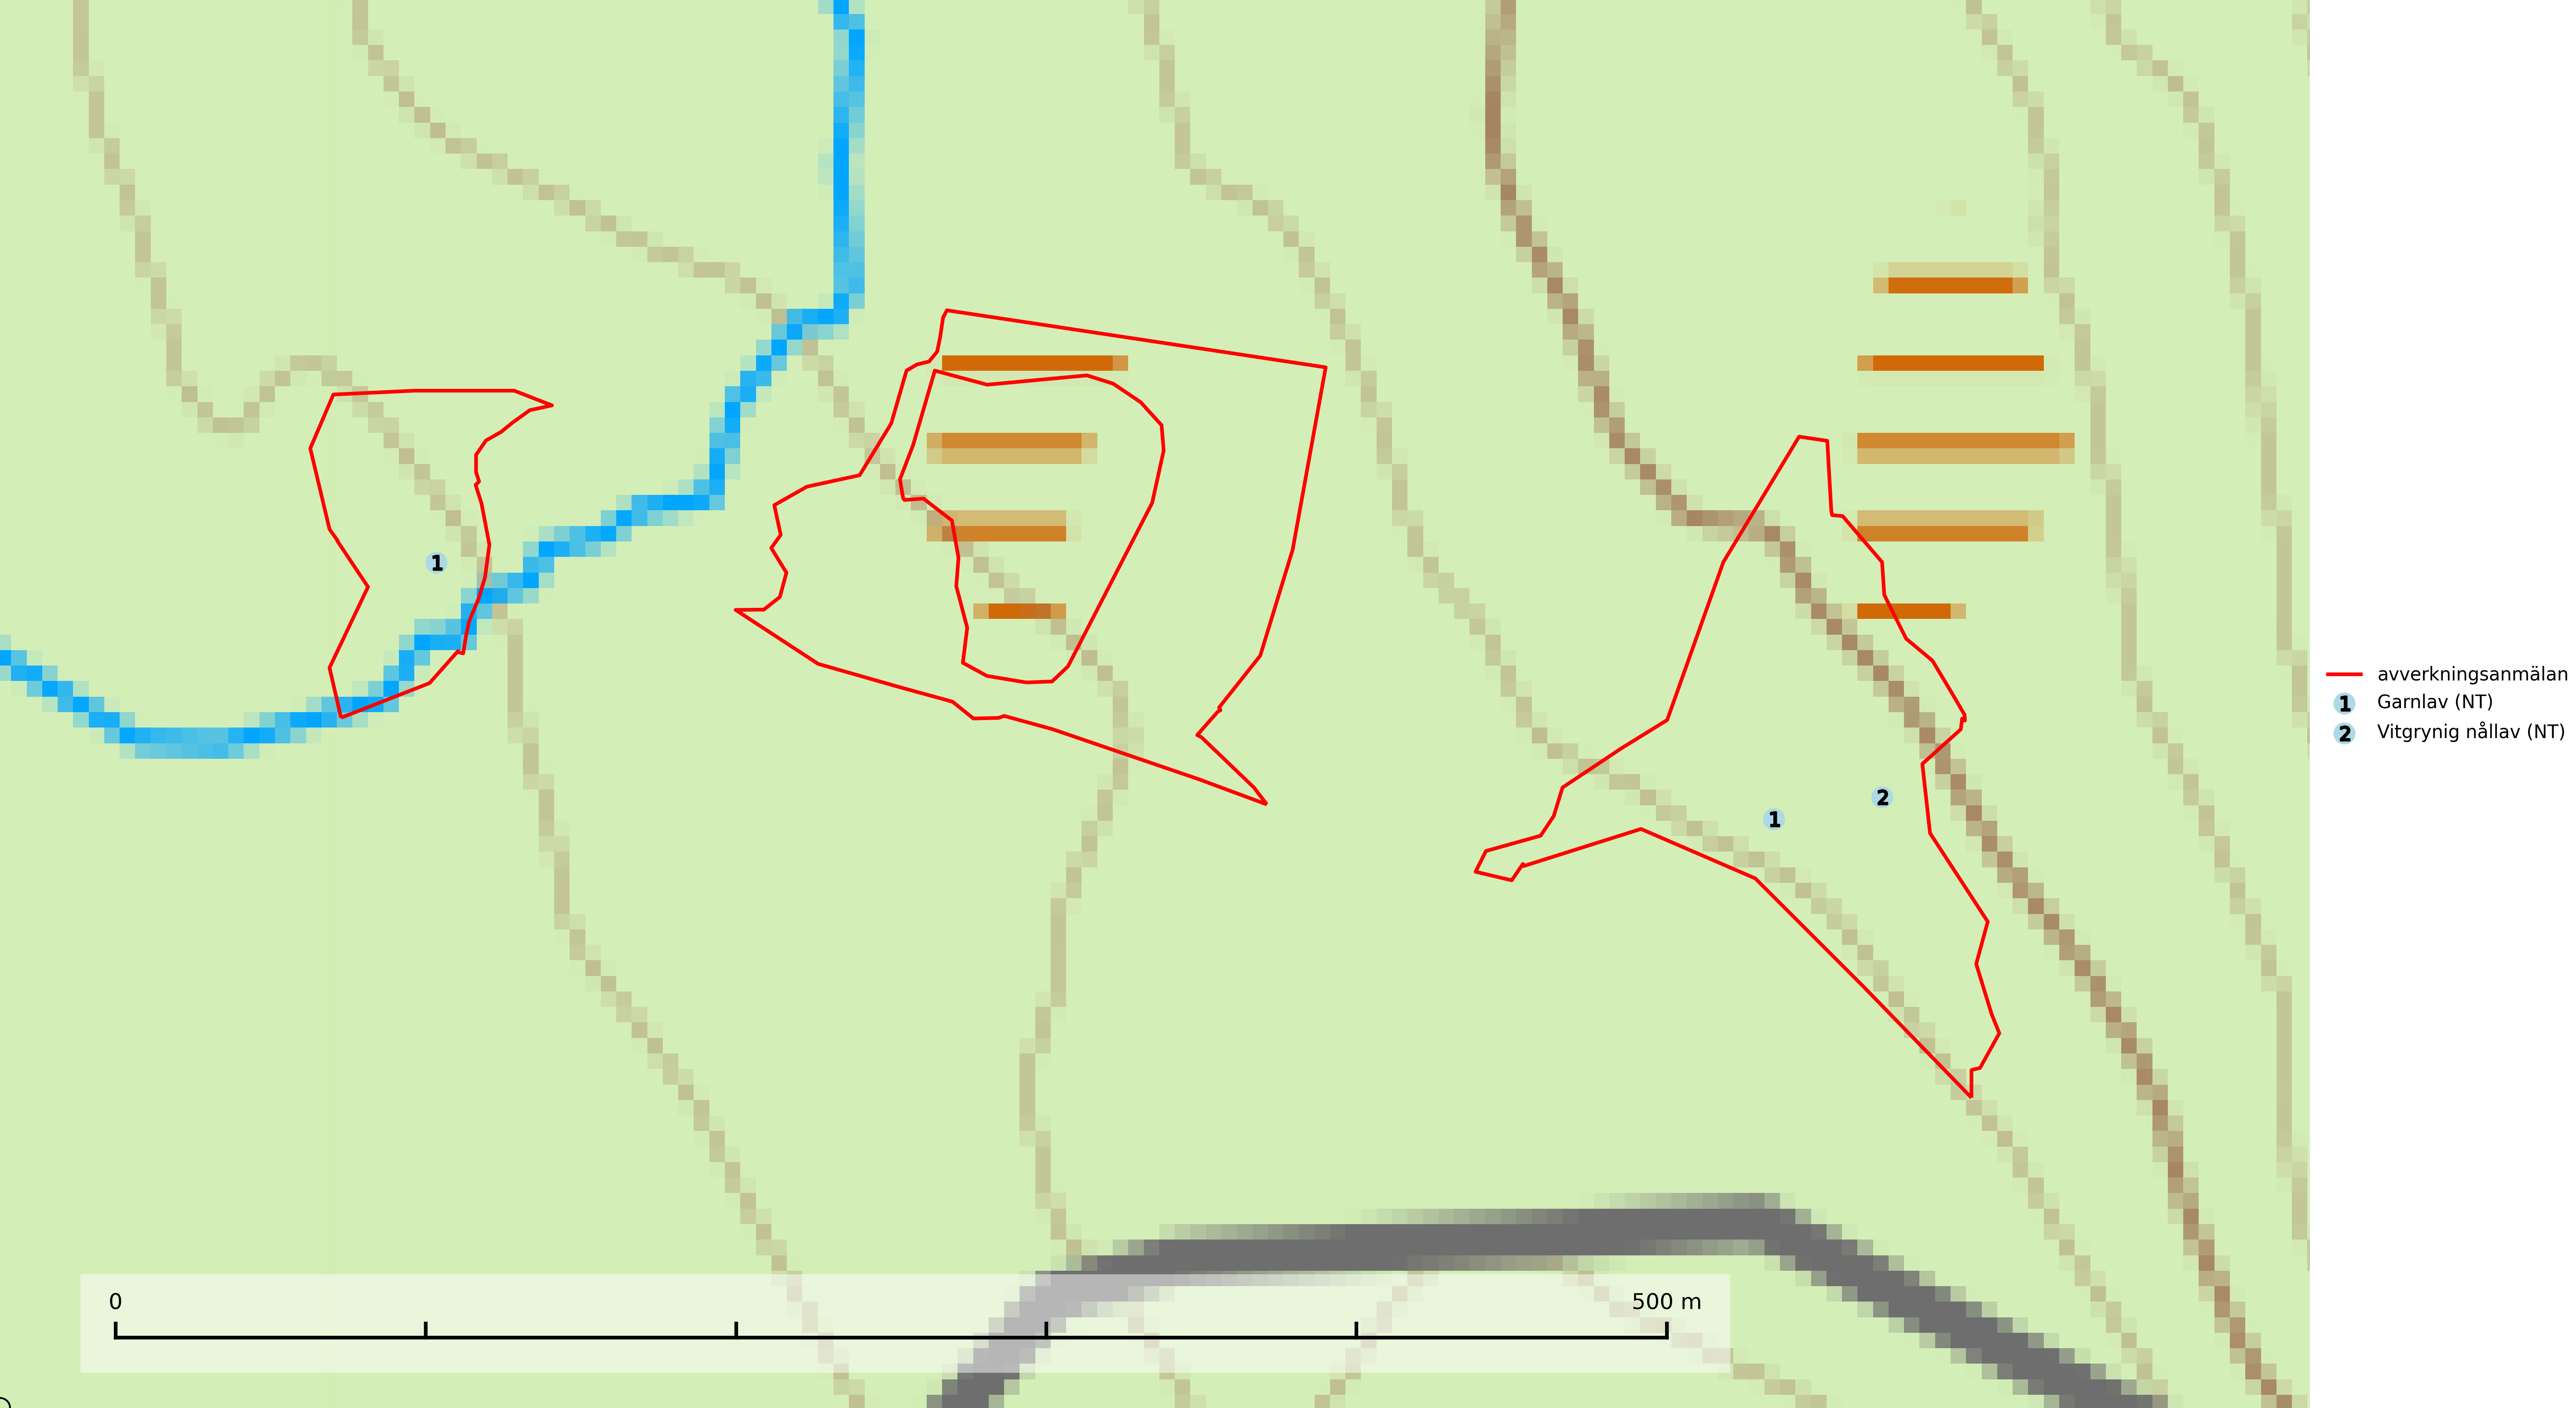 1
1
2
avverkningsanmälan
1 Garnlav (NT)
2 Vitgrynig nållav (NT)
0 500 m